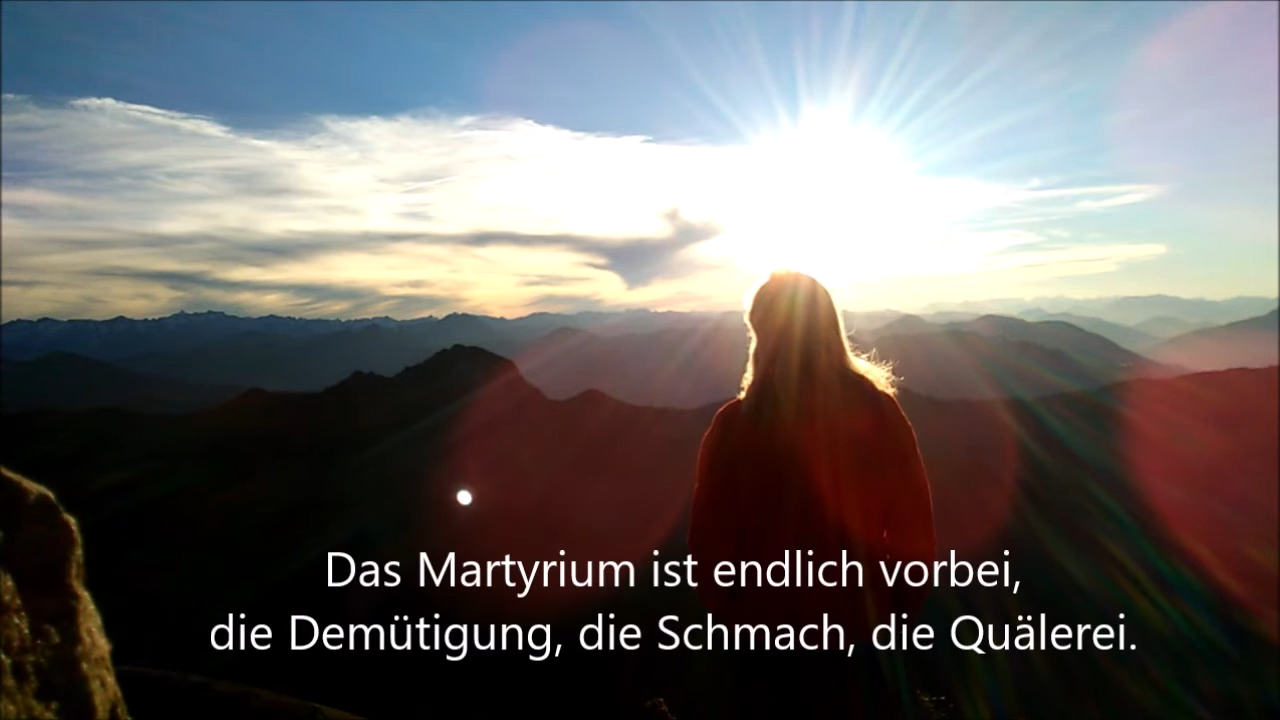 Das Martyrium ist endlich vorbei,
die Demütigung, die Schmach, die Quälerei.